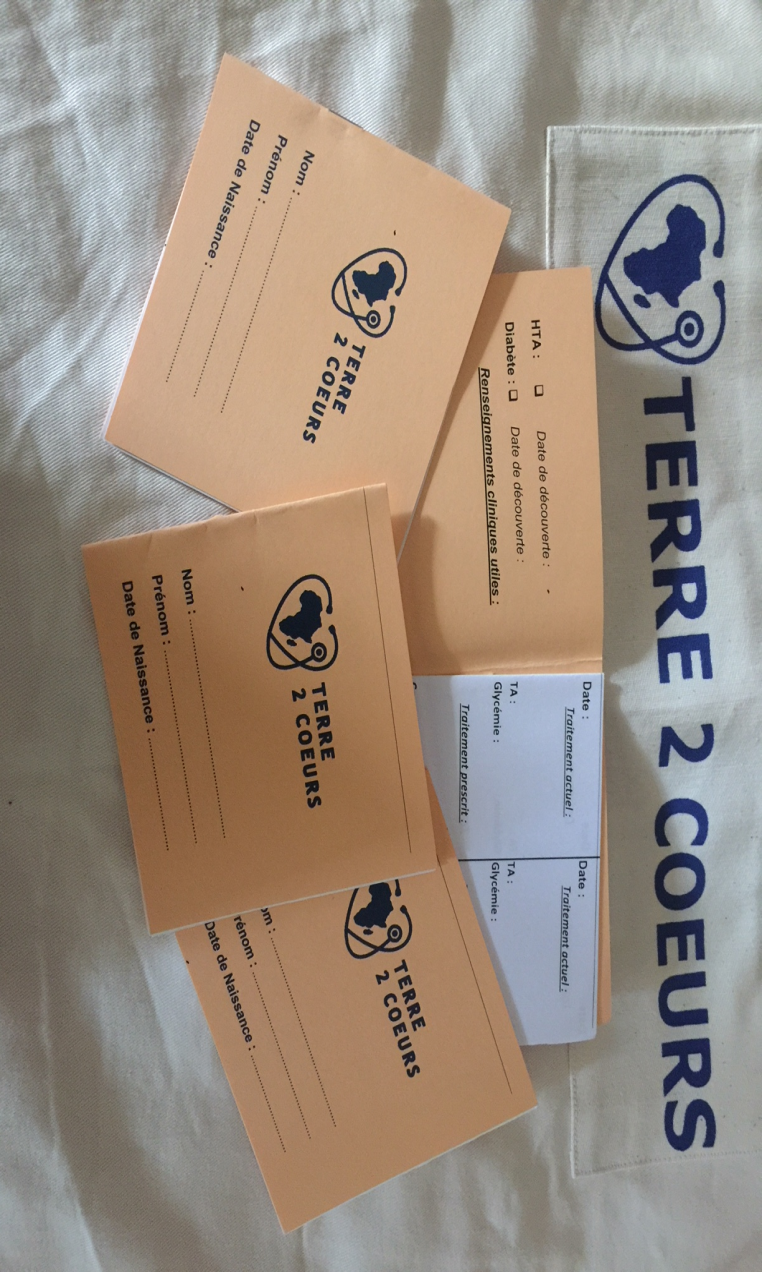 TERRE 2 COEURS
HTA : ❏ Date de découverte :
Diabète : ❏ Date de découverte :
Renseignements cliniques utiles :
Date :
Traitement actuel :
TA :
Glycémie :
Traitement prescrit :
Date :
Traitement actuel :
TA :
Glycémie :
TERRE
2 COEURS
Nom : ..........
Prénom : ..........
Date de Naissance : ..........
TERRE
2 COEURS
Nom : ..........
Prénom : ..........
Date de Naissance : ..........
TERRE
2 COEURS
om : ..........
rénom : ..........
Date de Naissance : ..........